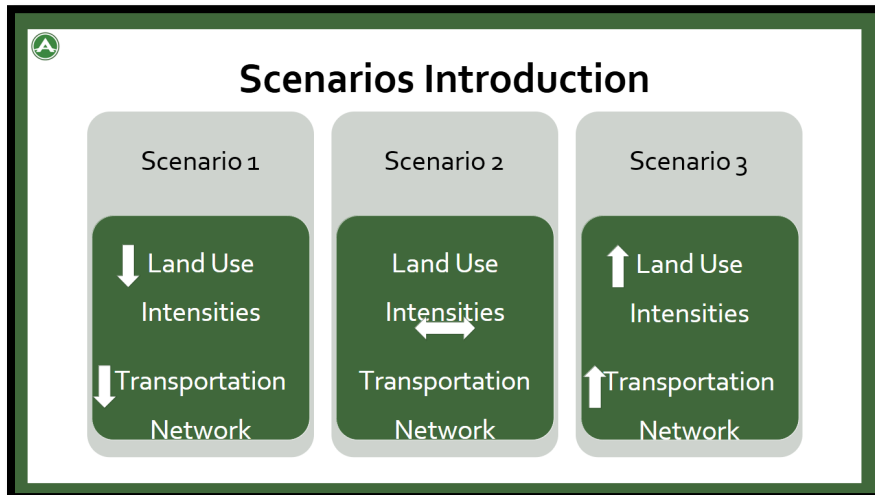 Scenarios Introduction
Scenario 1
Land Use
Intensities
Transportation
Network
Scenario 2
Land Use
Intensities
Transportation
Network
Scenario 3
Land Use
Intensities
Transportation
Network